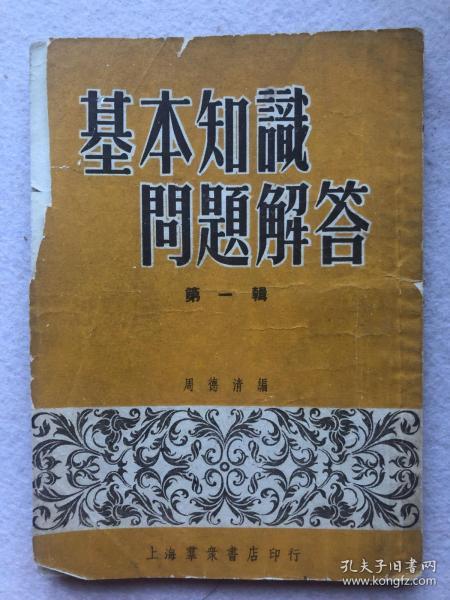 基本知識
問題解答
第一輯
周德清編
上海羣衆書店印行
孔夫子旧书网
www.kongfz.com